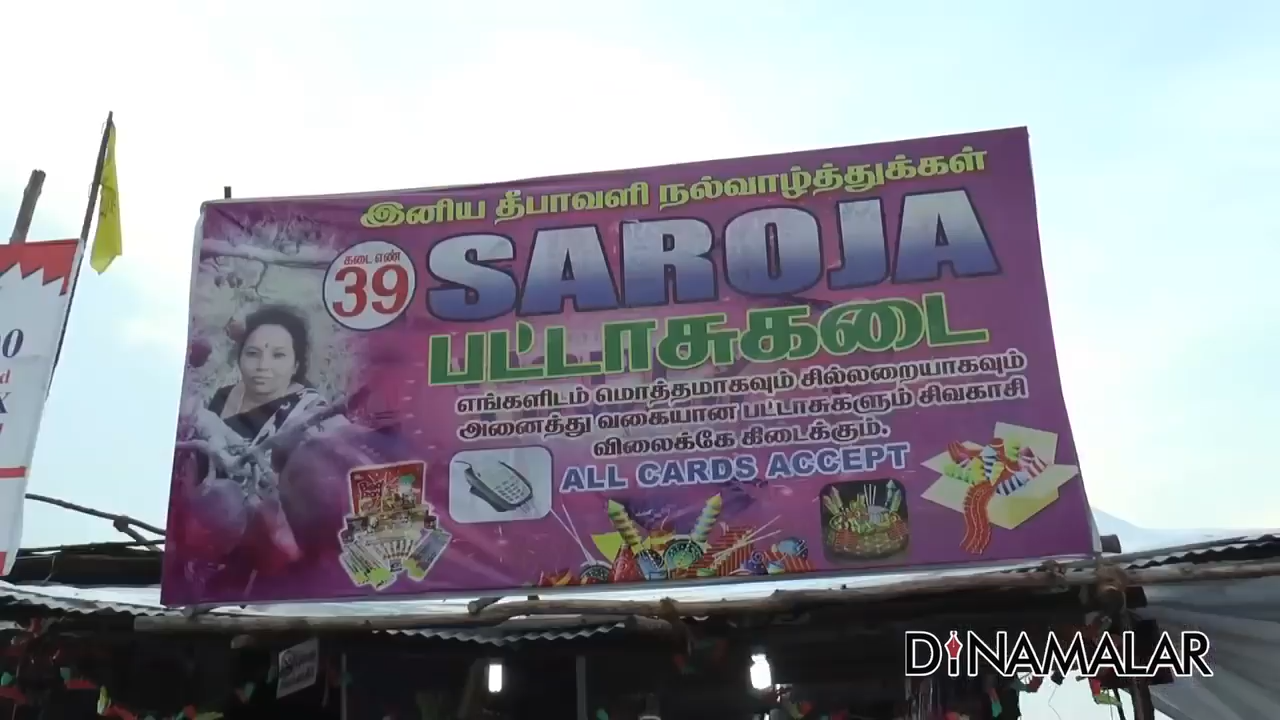 இனிய தீபாவளி நல்வாழ்த்துக்கள்
கடை எண்
39
SAROJA
பட்டாசுகடை
எங்களிடம் மொத்தமாகவும் சில்லறையாகவும்
அனைத்து வகையான பட்டாசுகளும் சிவகாசி
விலைக்கே கிடைக்கும்.
ALL CARDS ACCEPT
DINAMALAR